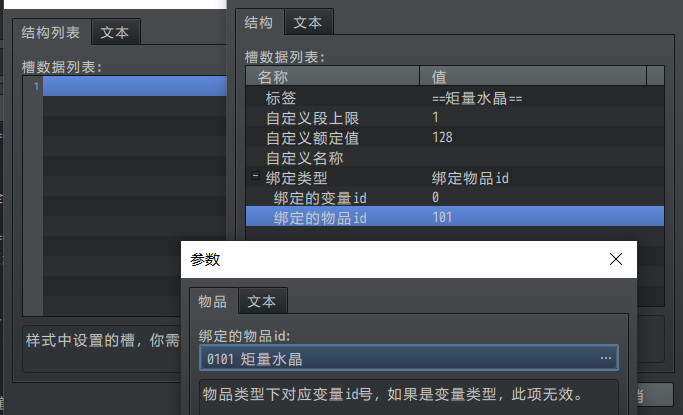 结构列表 文本
槽数据列表:
1
样式中设置的槽，你需
结构 文本
槽数据列表:
名称 值
标签 ==矩量水晶==
自定义段上限 1
自定义额定值 128
自定义名称
绑定类型 绑定物品id
绑定的变量id 0
绑定的物品id 101
参数
物品 文本
绑定的物品id:
0101 矩量水晶 ...
物品类型下对应变量id号，如果是变量类型，此项无效。